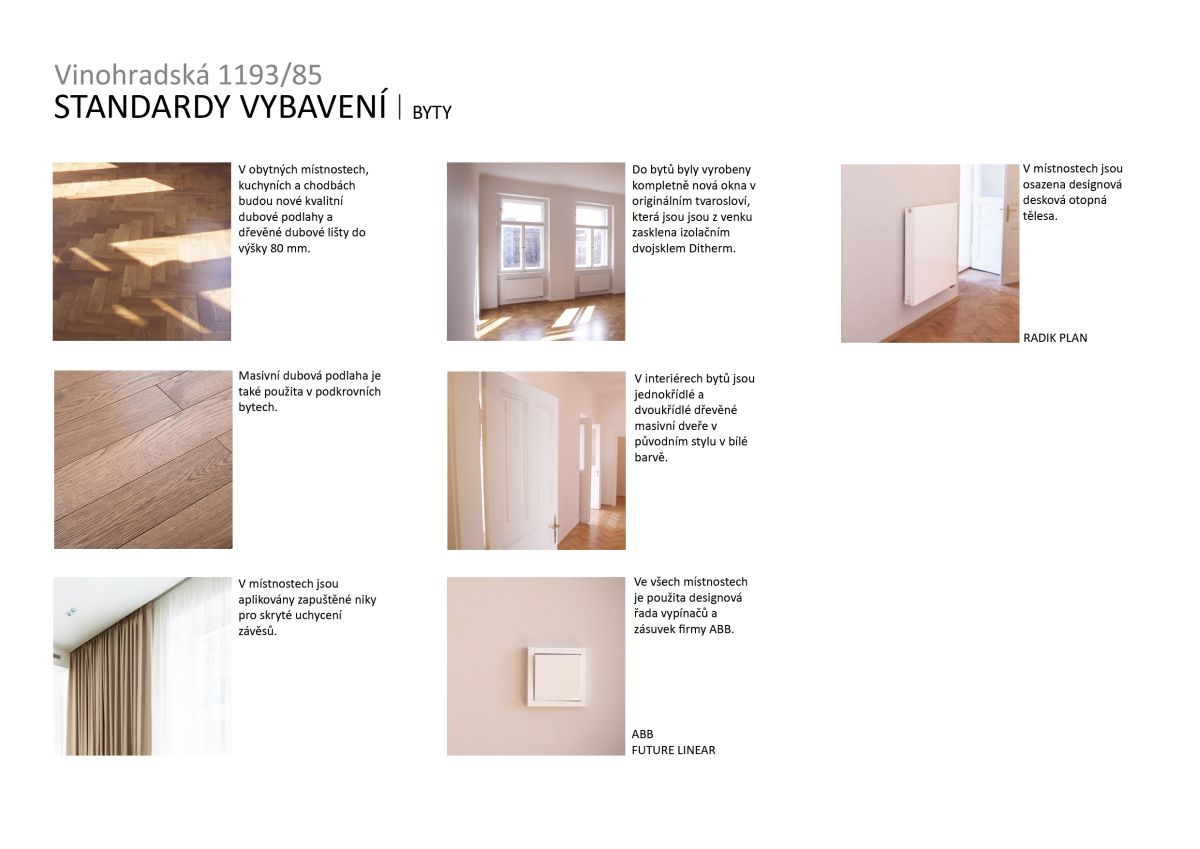 Vinohradská 1193/85
STANDARDY VYBAVENÍ | BYTY
V obytných místnostech,
kuchyních a chodbách
budou nové kvalitní
dubové podlahy a
dřevěné dubové lišty do
výšky 80 mm.
Masivní dubová podlaha je
také použita v podkrovních
bytech.
V místnostech jsou
aplikovány zapuštěné niky
pro skryté uchycení
závěsů.
Do bytů byly vyrobeny
kompletně nová okna v
originálním tvarosloví,
která jsou jsou z venku
zasklena izolačním
dvojsklem Ditherm.
V interiérech bytů jsou
jednokřídlé a
dvoukřídlé dřevěné
masivní dveře v
původním stylu v bílé
barvě.
Ve všech místnostech
je použita designová
řada vypínačů a
zásuvek firmy ABB.
ABB
FUTURE LINEAR
V místnostech jsou
osazena designová
desková otopná
tělesa.
RADIK PLAN